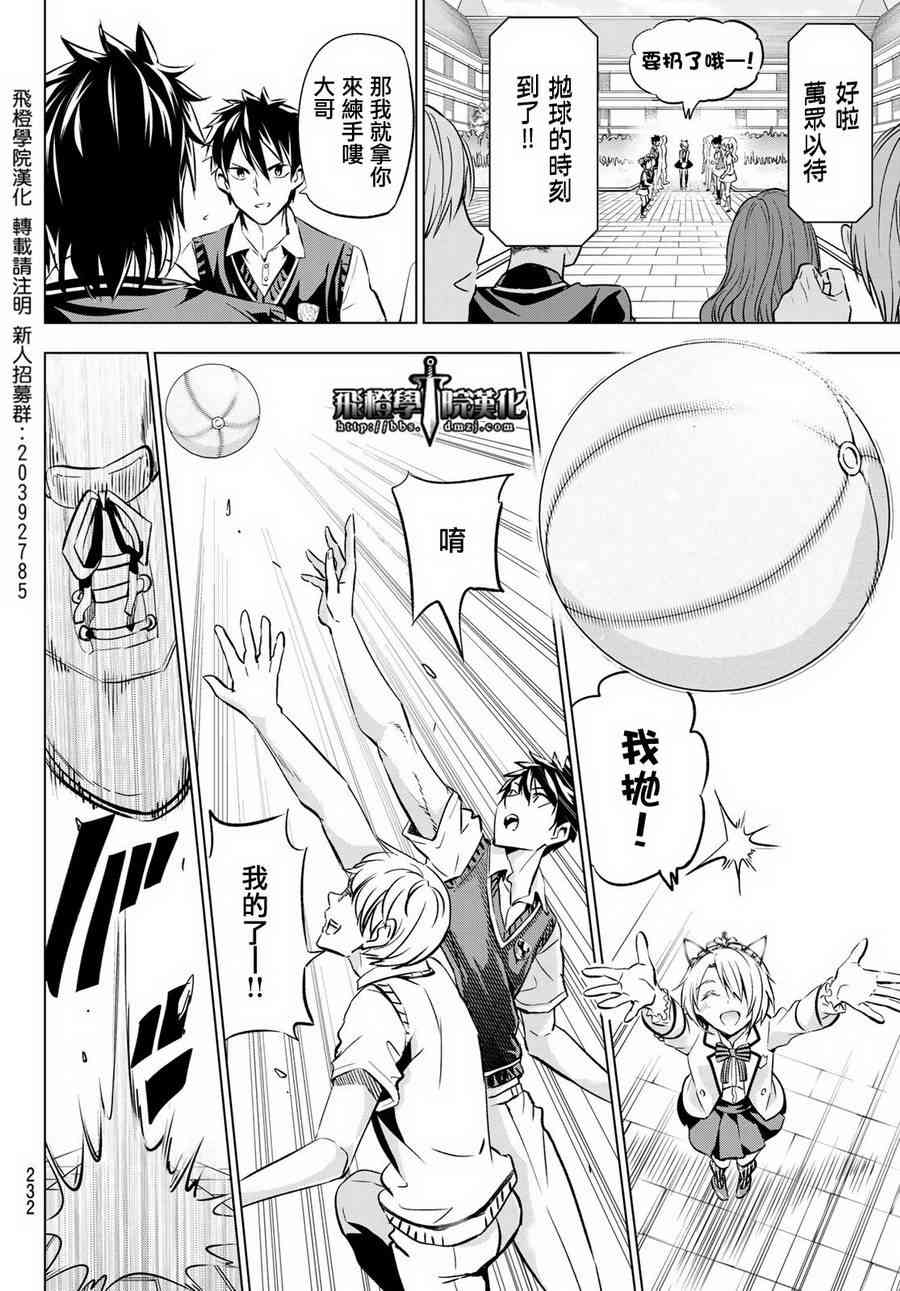 好啦
萬眾以待
要扔了哦—！
拋球的時刻
到了!!
那我就拿你
來練手嘍
大哥
我拋！
唷
我的了—!!
飛橙學院漢化
http://bbs.dmzj.com
飛橙學院漢化 轉載請注明 新人招募群：20392785
232